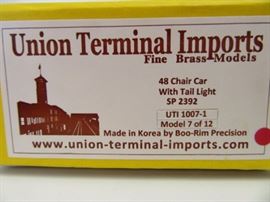 Union Terminal Imports
Fine Brass Models
48 Chair Car
With Tail Light
SP 2392
UTI 1007-1
Model 7 of 12
Made in Korea by Boo-Rim Precision
www.union-terminal-imports.com